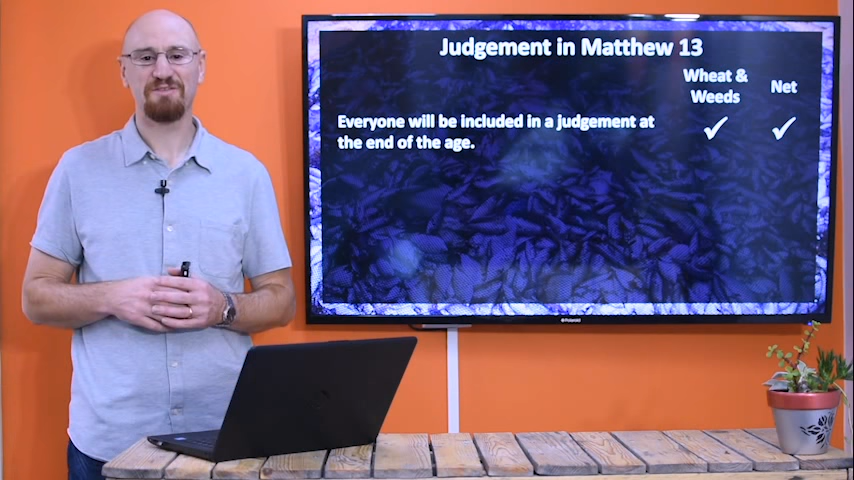 Judgement in Matthew 13
Wheat &
Weeds
Net
Everyone will be included in a judgement at
the end of the age.
Polaroid